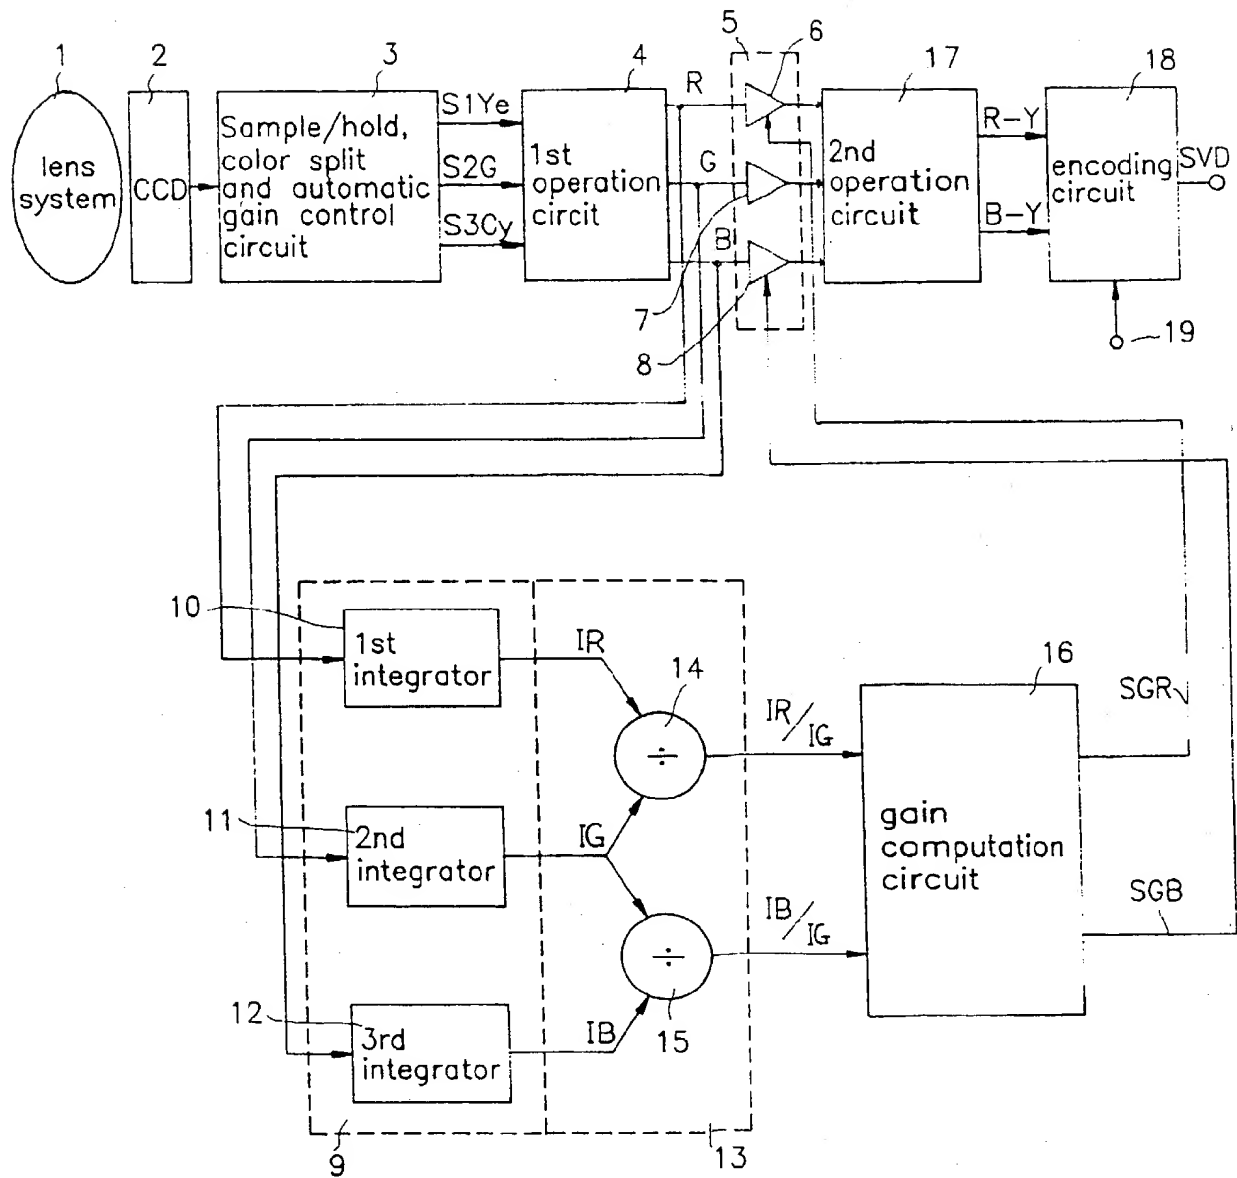 1
2
3
4
5
6
17
18
lens
system
CCD
Sample/hold,
color split
and automatic
gain control
circuit
S1Ye
S2G
S3Cy
1st
operation
circit
R
G
B
7
8
2nd
operation
circuit
R-Y
B-Y
encoding
circuit
SVD
19
10
1st
integrator
IR
14
÷
IR/IG
16
SGR
11
2nd
integrator
IG
gain
computation
circuit
IB/IG
SGB
÷
15
12
3rd
integrator
IB
9
13